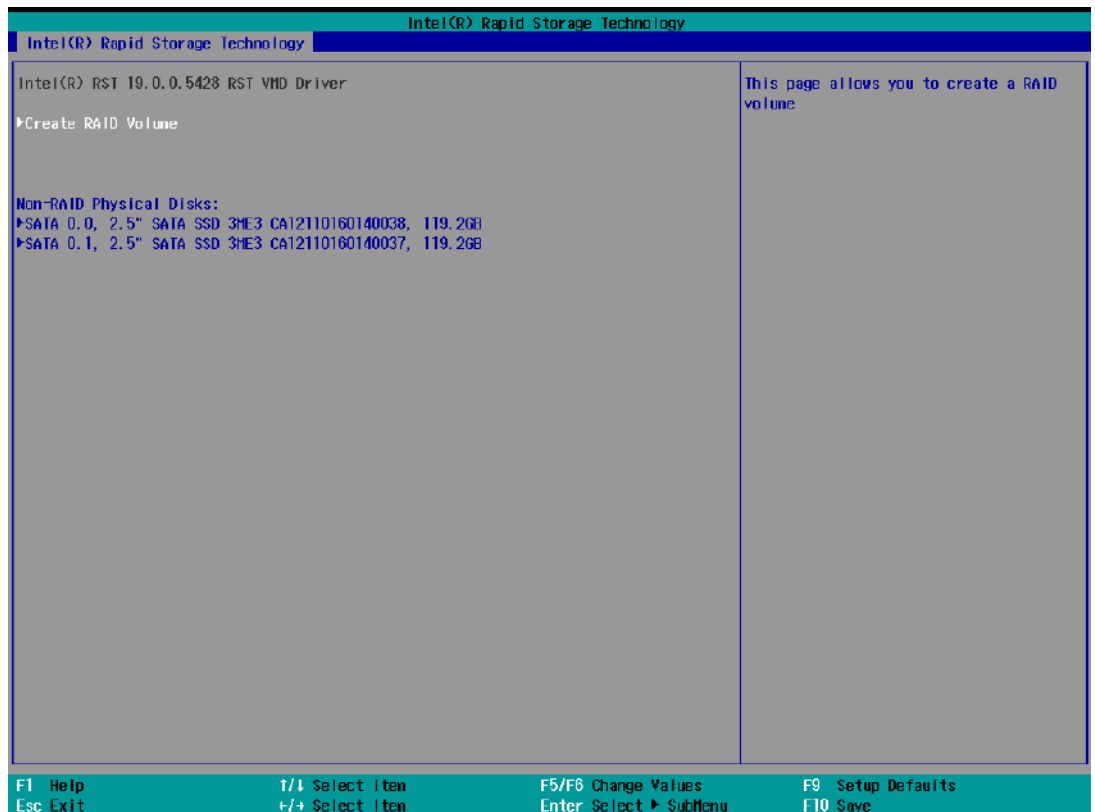 Intel(R) Rapid Storage Technology
Intel(R) Rapid Storage Technology
Intel(R) RST 19.0.0.5428 RST VMD Driver
▶Create RAID Volume
Non-RAID Physical Disks:
▶SATA 0.0, 2.5" SATA SSD 3ME3 CA12110160140038, 119.2GB
▶SATA 0.1, 2.5" SATA SSD 3ME3 CA12110160140037, 119.2GB
This page allows you to create a RAID
volume
F1 Help ↑/↓ Select Item F5/F6 Change Values F9 Setup Defaults
Esc Exit ←/→ Select Item Enter Select ▶ SubMenu F10 Save